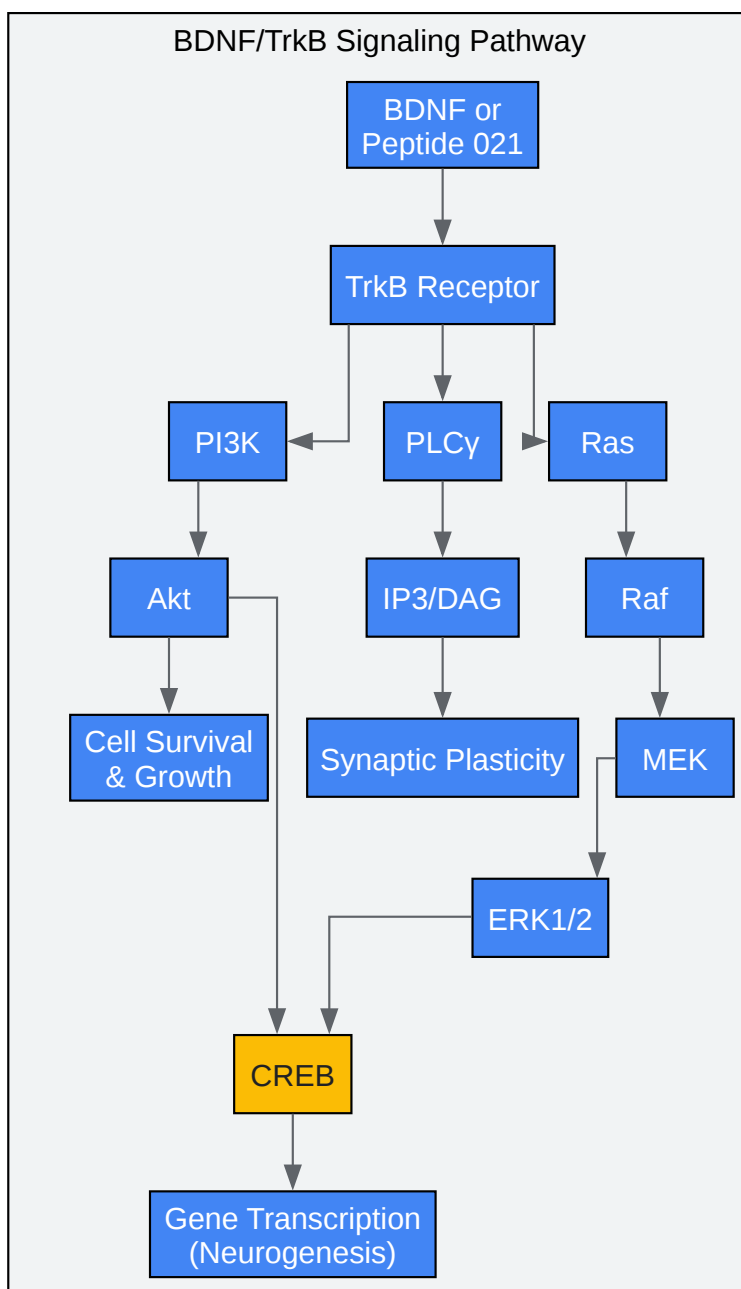 BDNF/TrkB Signaling Pathway
BDNF or
Peptide 021
TrkB Receptor
PI3K
PLCγ
Ras
Akt
IP3/DAG
Raf
Cell Survival
& Growth
Synaptic Plasticity
MEK
ERK1/2
CREB
Gene Transcription
(Neurogenesis)